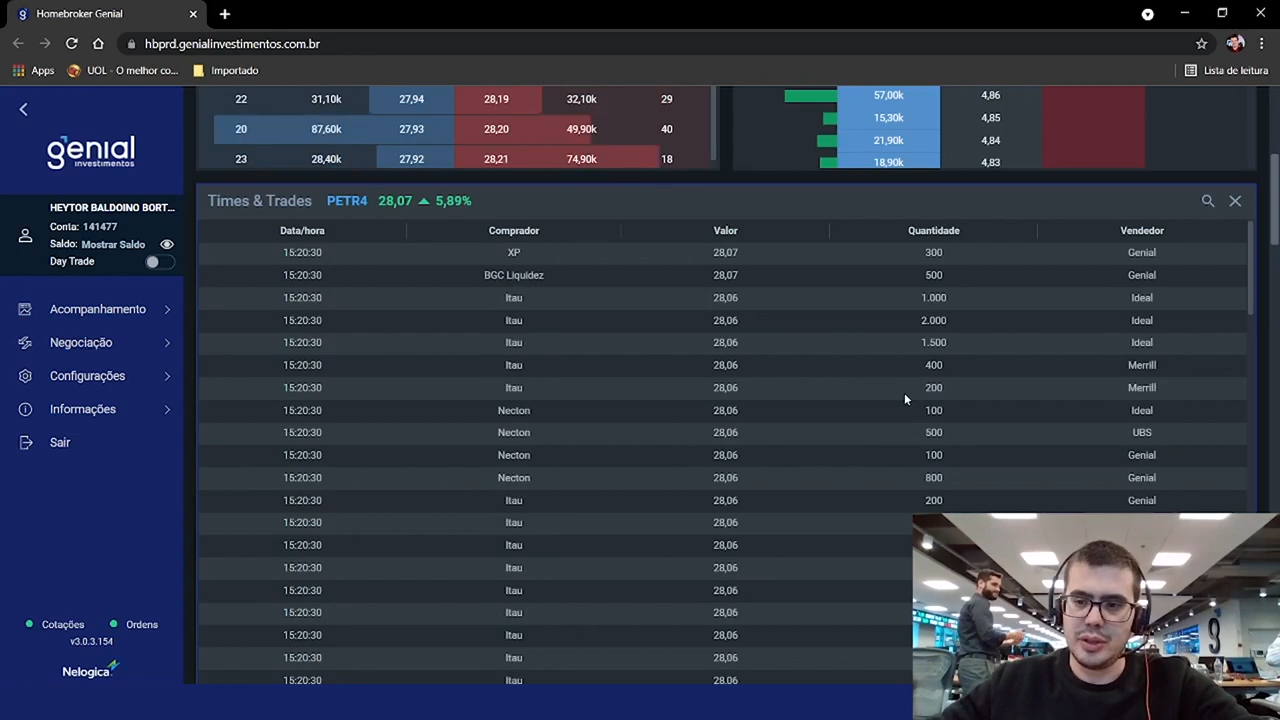 Homebroker Genial
hbprd.genialinvestimentos.com.br
Apps
UOL - O melhor co...
Importado
Lista de leitura
genial
investimentos
HEYTOR BALDOINO BORT...
Conta: 141477
Saldo: Mostrar Saldo
Day Trade
Acompanhamento
Negociação
Configurações
Informações
Sair
Cotações
Ordens
v3.0.3.154
Nelogica
22 31,10k 27,94 28,19 32,10k 29
20 87,60k 27,93 28,20 49,90k 40
23 28,40k 27,92 28,21 74,90k 18
57,00k 4,86
15,30k 4,85
21,90k 4,84
18,90k 4,83
Times & Trades PETR4 28,07 5,89%
Data/hora Comprador Valor Quantidade Vendedor
15:20:30 XP 28,07 300 Genial
15:20:30 BGC Liquidez 28,07 500 Genial
15:20:30 Itau 28,06 1.000 Ideal
15:20:30 Itau 28,06 2.000 Ideal
15:20:30 Itau 28,06 1.500 Ideal
15:20:30 Itau 28,06 400 Merrill
15:20:30 Itau 28,06 200 Merrill
15:20:30 Necton 28,06 100 Ideal
15:20:30 Necton 28,06 500 UBS
15:20:30 Necton 28,06 100 Genial
15:20:30 Necton 28,06 800 Genial
15:20:30 Itau 28,06 200 Genial
15:20:30 Itau 28,06
15:20:30 Itau 28,06
15:20:30 Itau 28,06
15:20:30 Itau 28,06
15:20:30 Itau 28,06
15:20:30 Itau 28,06
15:20:30 Itau 28,06
15:20:30 Itau 28,06